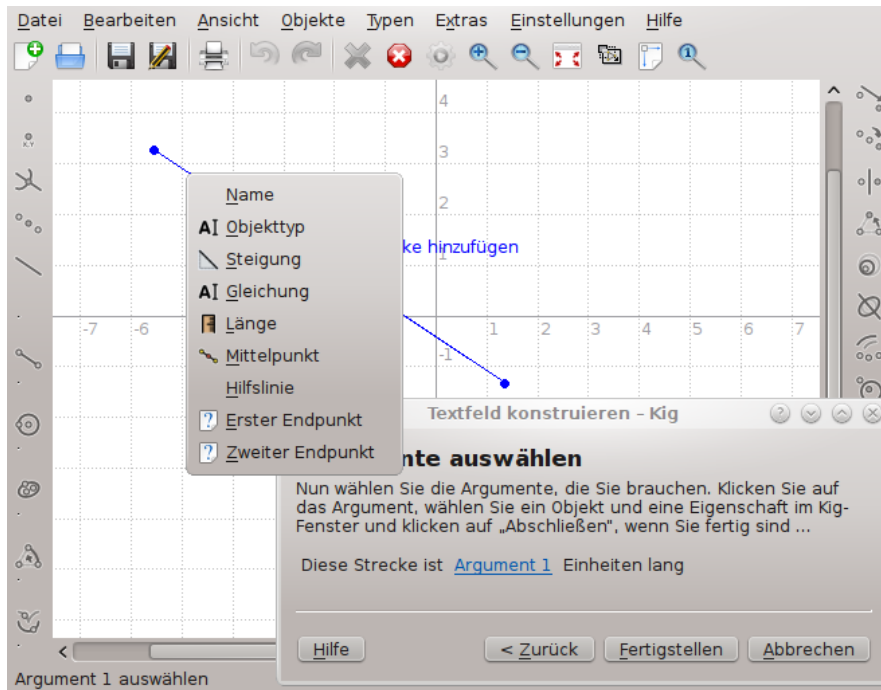 Datei Bearbeiten Ansicht Objekte Typen Extras Einstellungen Hilfe
X,Y
4
3
2
1
-7 -6 1 2 3 4 5 6 7
-1
ke hinzufügen
Name
Objekttyp
Steigung
Gleichung
Länge
Mittelpunkt
Hilfslinie
Erster Endpunkt
Zweiter Endpunkt
Textfeld konstruieren – Kig
nte auswählen
Nun wählen Sie die Argumente, die Sie brauchen. Klicken Sie auf
das Argument, wählen Sie ein Objekt und eine Eigenschaft im Kig-
Fenster und klicken auf „Abschließen“, wenn Sie fertig sind ...
Diese Strecke ist Argument 1 Einheiten lang
Hilfe < Zurück Fertigstellen Abbrechen
Argument 1 auswählen